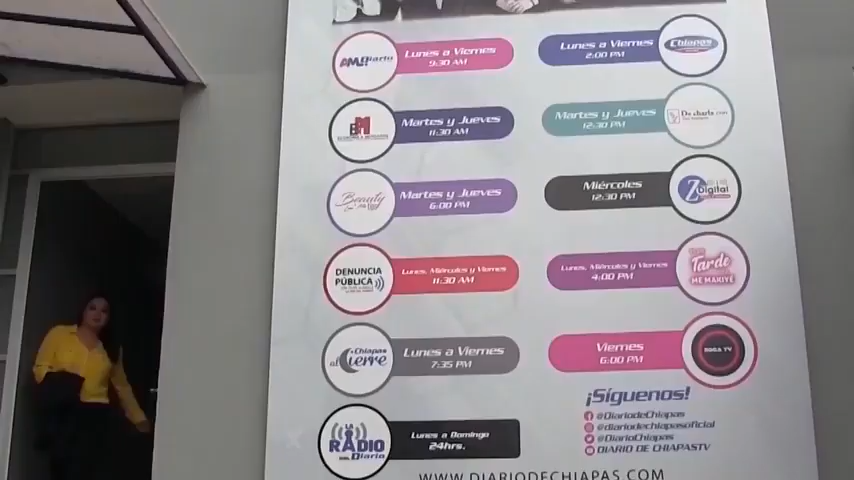 AM Diario
Lunes a Viernes
9:30 AM
Lunes a Viernes
2:00 PM
Chiapas
Martes y Jueves
11:30 AM
Martes y Jueves
12:30 PM
De charla con
Beauty
Martes y Jueves
6:00 PM
Miércoles
12:30 PM
Z Digital
DENUNCIA
PÚBLICA
Lunes, Miércoles y Viernes
11:30 AM
Lunes, Miércoles y Viernes
4:00 PM
Tarde
ME MAKIYÉ
Chiapas
al Cierre
Lunes a Viernes
7:35 PM
Viernes
6:00 PM
LA
RADIO
Diario
Lunes a Domingo
24hrs.
¡Síguenos!
@DiariodeChiapas
@diariodechiapasoficial
@DiarioChiapas
DIARIO DE CHIAPASTV
WWW.DIARIODECHIAPAS.COM